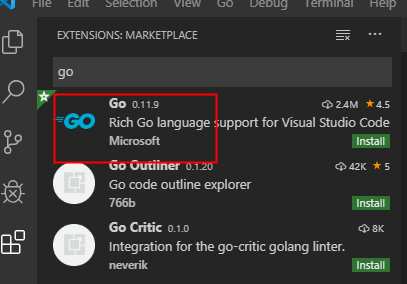 File Edit Selection View Go Debug Terminal Help
EXTENSIONS: MARKETPLACE
go
GO
Go 0.11.9 2.4M 4.5
Rich Go language support for Visual Studio Code
Microsoft Install
Go Outliner 0.1.20 42K 5
Go code outline explorer
766b Install
Go Critic 0.1.0 8K
Integration for the go-critic golang linter.
neverik Install